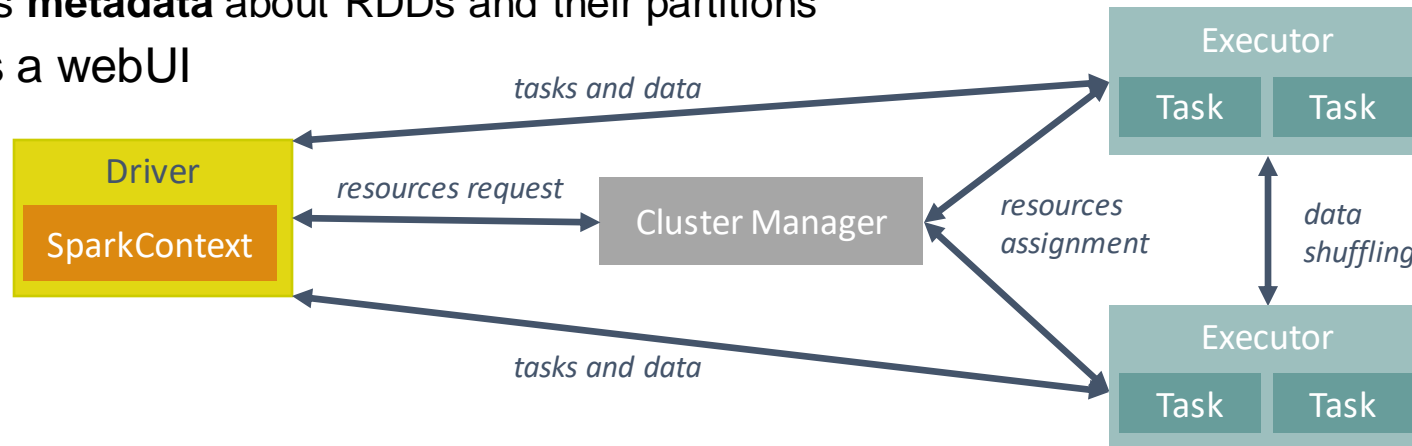 s metadata about RDDs and their partitions
s a webUI
tasks and data
Executor
Task Task
Driver
SparkContext
resources request
Cluster Manager
resources
assignment
data
shuffling
tasks and data
Executor
Task Task